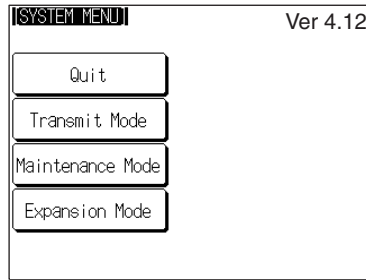 [SYSTEM MENU]
Ver 4.12
Quit
Transmit Mode
Maintenance Mode
Expansion Mode